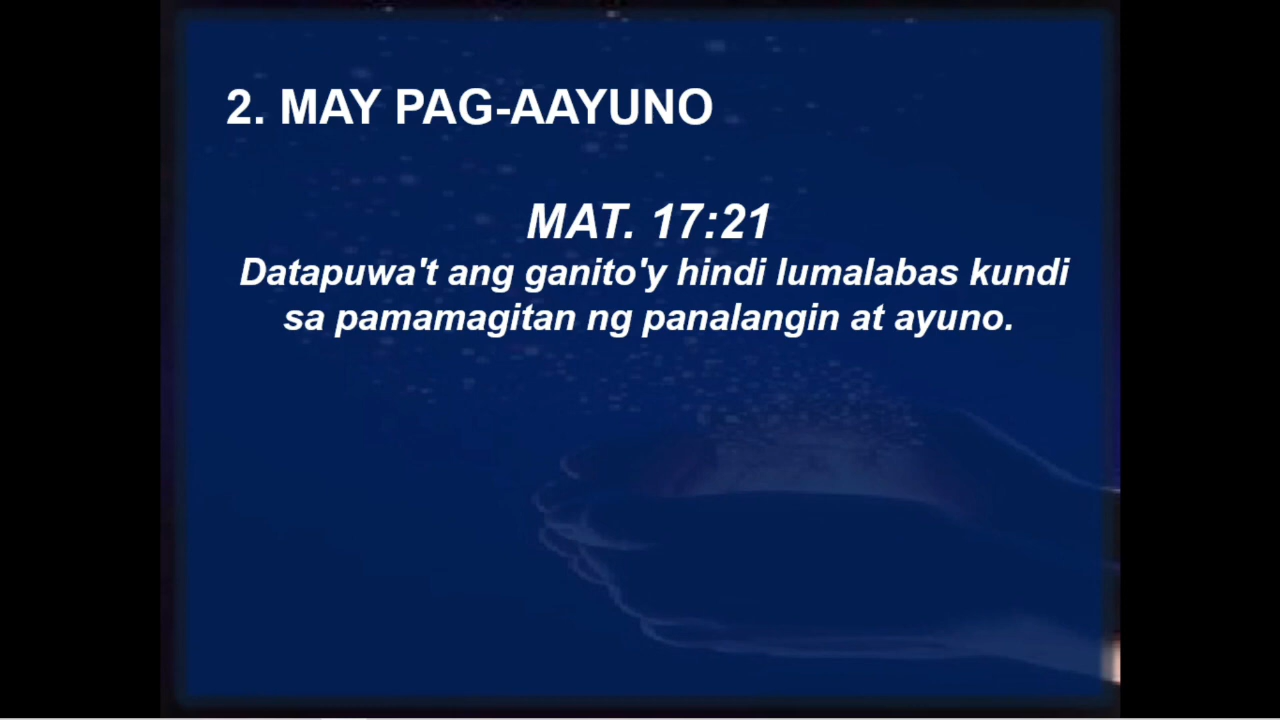 2. MAY PAG-AAYUNO
MAT. 17:21
Datapuwa't ang ganito'y hindi lumalabas kundi
sa pamamagitan ng panalangin at ayuno.